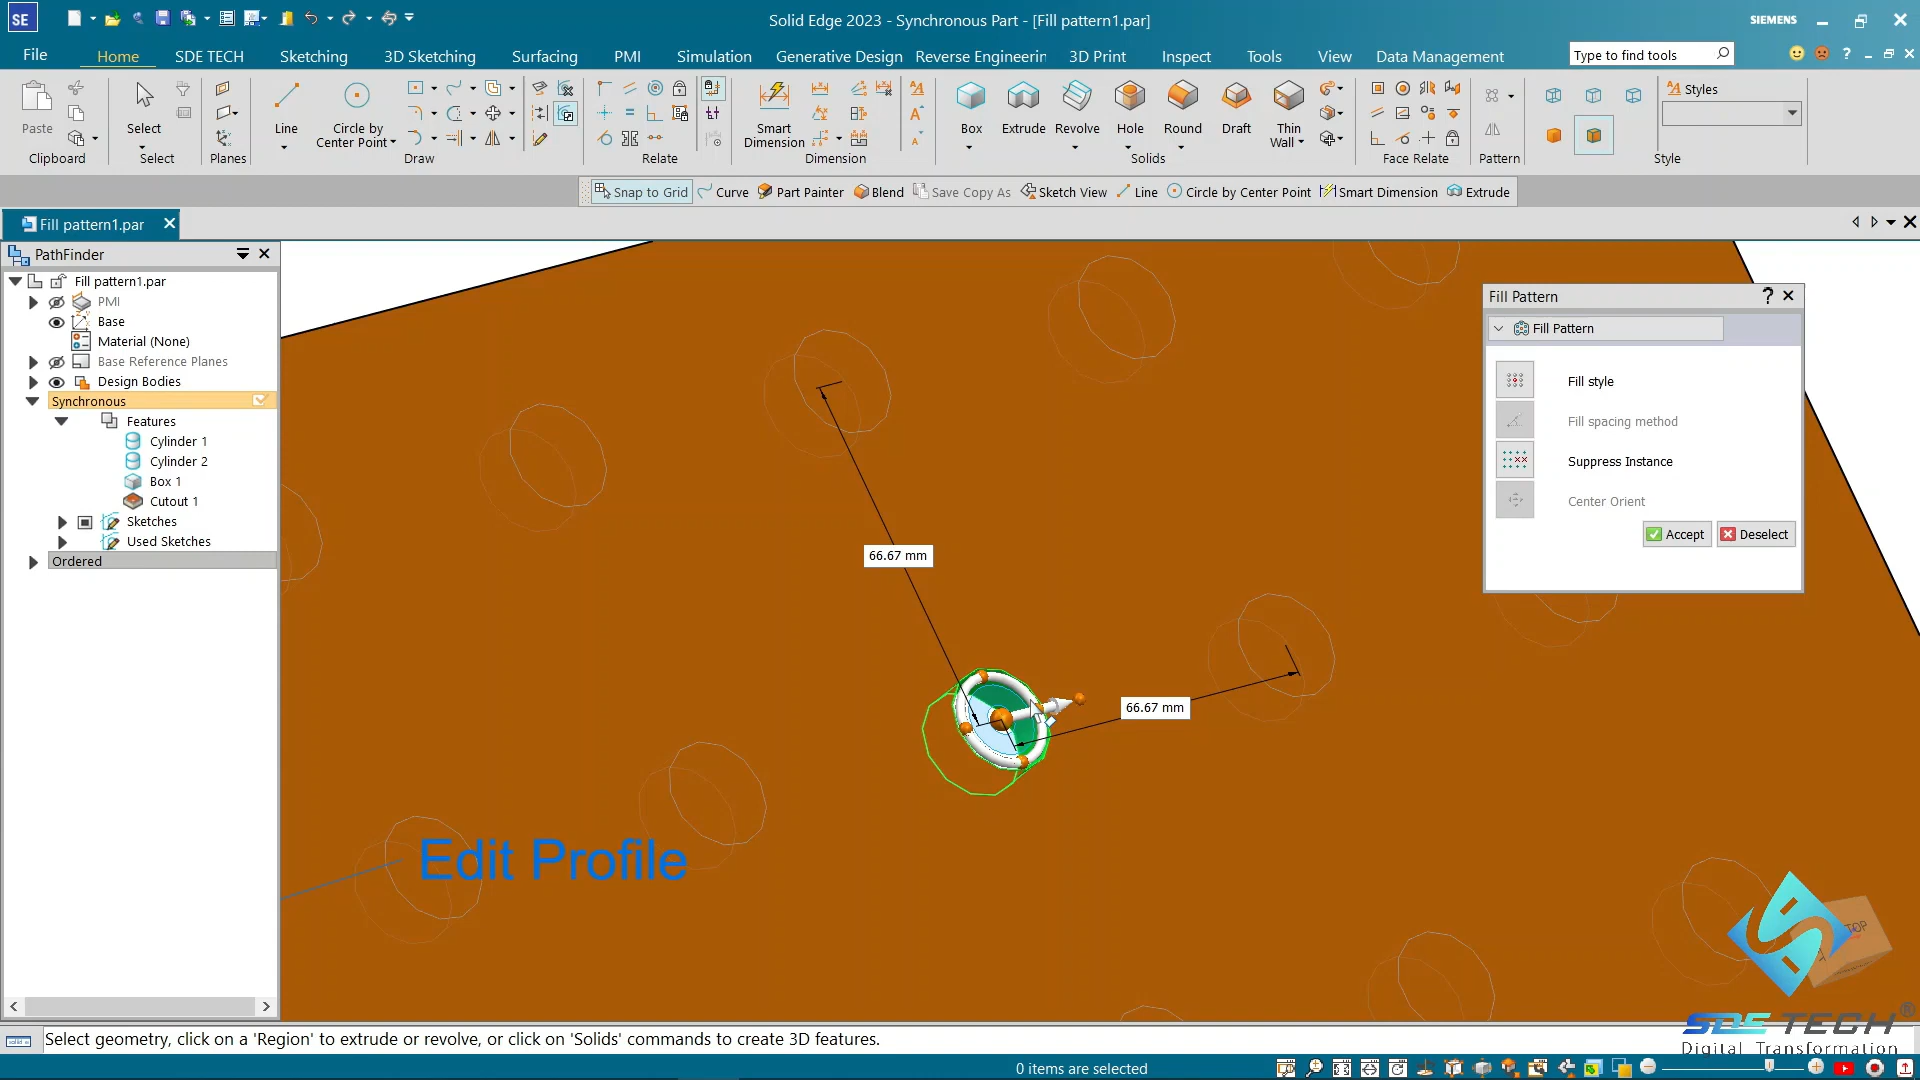 SE
Solid Edge 2023 - Synchronous Part - [Fill pattern1.par]
SIEMENS
File
Home
SDE TECH
Sketching
3D Sketching
Surfacing
PMI
Simulation
Generative Design
Reverse Engineerin
3D Print
Inspect
Tools
View
Data Management
Type to find tools
Paste
Clipboard
Select
Select
Planes
Line
Circle by
Center Point
Draw
Relate
Smart
Dimension
Dimension
Box
Extrude
Revolve
Hole
Round
Draft
Thin
Wall
Solids
Face Relate
Pattern
Styles
Style
Snap to Grid
Curve
Part Painter
Blend
Save Copy As
Sketch View
Line
Circle by Center Point
Smart Dimension
Extrude
Fill pattern1.par
PathFinder
Fill pattern1.par
PMI
Base
Material (None)
Base Reference Planes
Design Bodies
Synchronous
Features
Cylinder 1
Cylinder 2
Box 1
Cutout 1
Sketches
Used Sketches
Ordered
66.67 mm
66.67 mm
Edit Profile
Fill Pattern
Fill Pattern
Fill style
Fill spacing method
Suppress Instance
Center Orient
Accept
Deselect
TOP
SDE TECH
Digital Transformation
Select geometry, click on a 'Region' to extrude or revolve, or click on 'Solids' commands to create 3D features.
0 items are selected